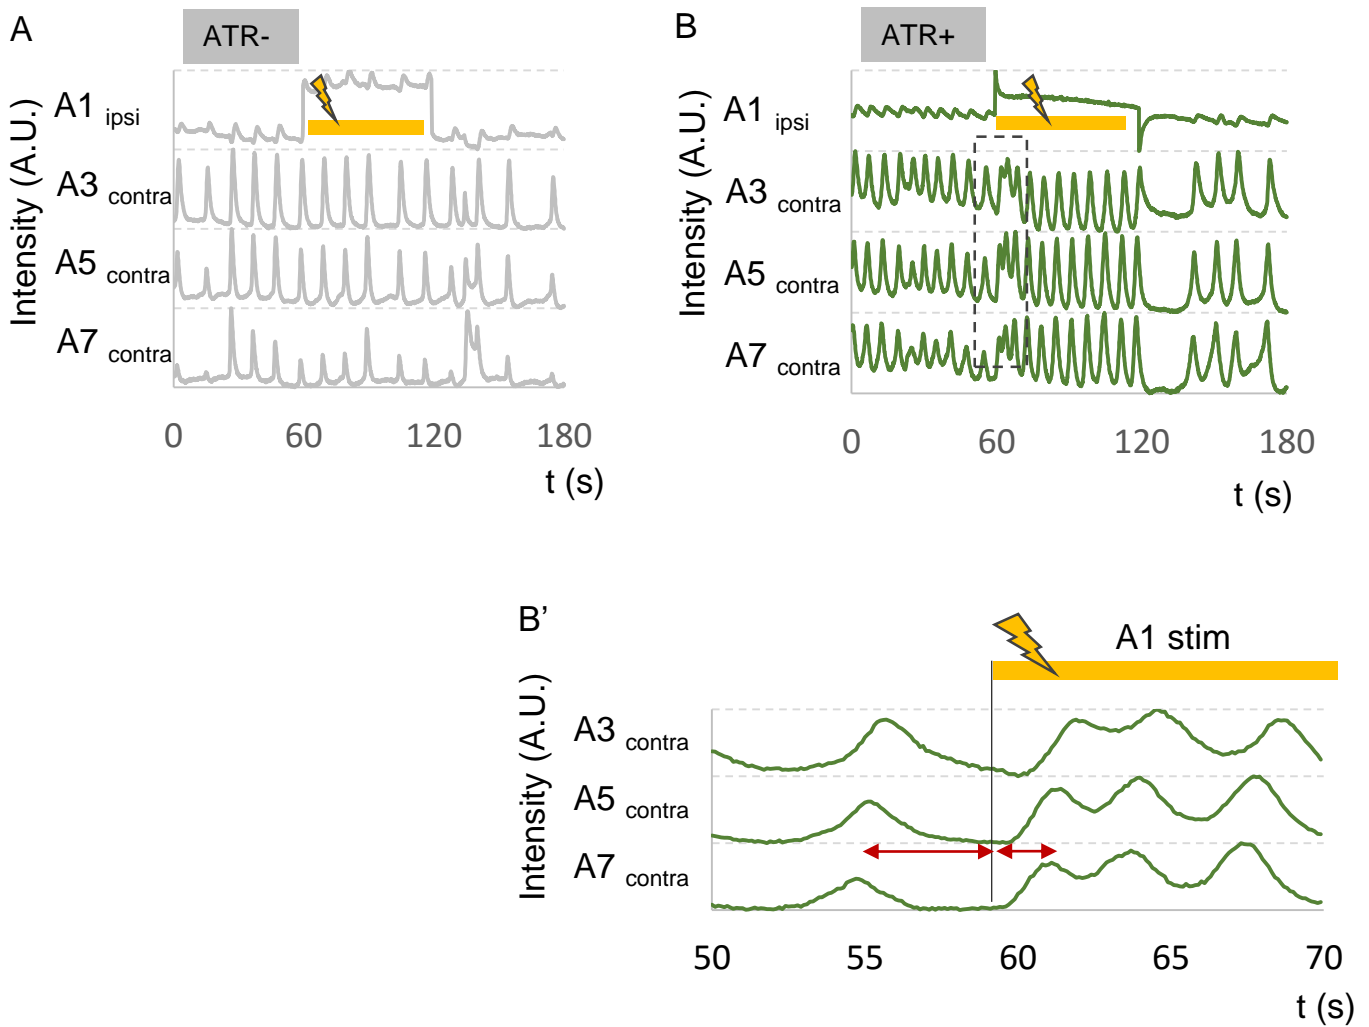 A
ATR-
Intensity (A.U.)
A1 ipsi
A3 contra
A5 contra
A7 contra
0 60 120 180
t (s)
B
ATR+
Intensity (A.U.)
A1 ipsi
A3 contra
A5 contra
A7 contra
0 60 120 180
t (s)
B’
A1 stim
Intensity (A.U.)
A3 contra
A5 contra
A7 contra
50 55 60 65 70
t (s)